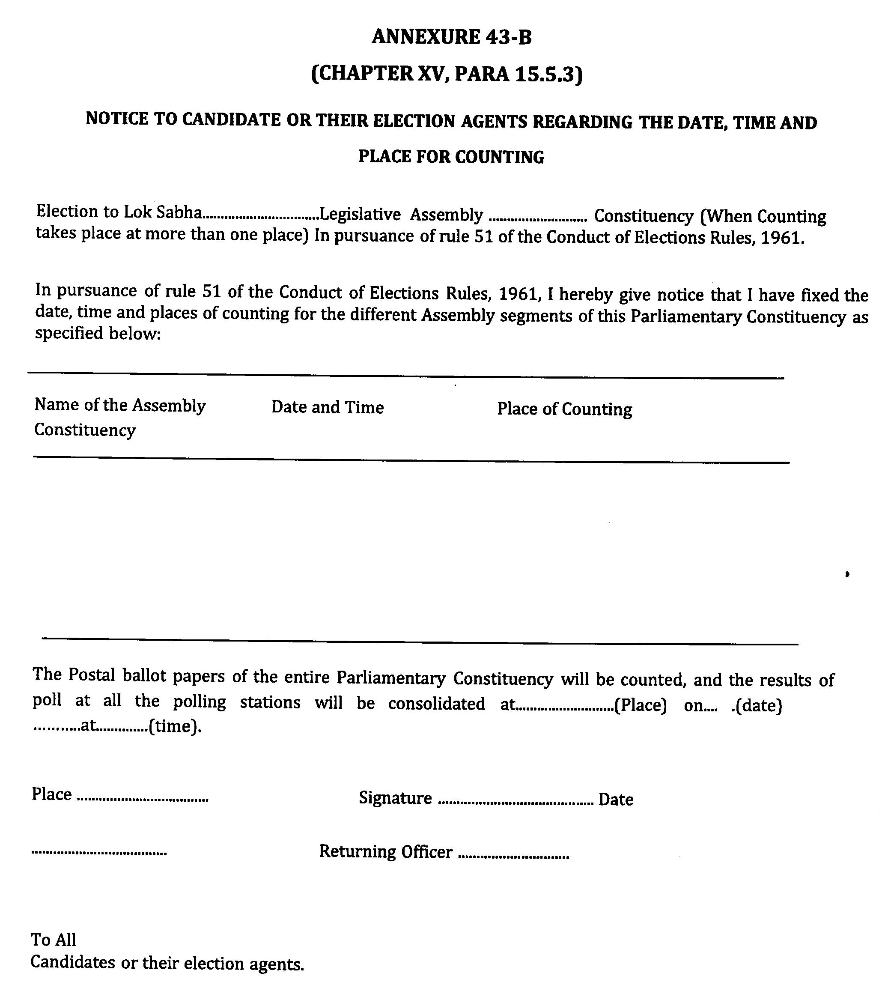 ANNEXURE 43-B
(CHAPTER XV, PARA 15.5.3)
NOTICE TO CANDIDATE OR THEIR ELECTION AGENTS REGARDING THE DATE, TIME AND
PLACE FOR COUNTING
Election to Lok Sabha................................Legislative Assembly ........................... Constituency (When Counting
takes place at more than one place) In pursuance of rule 51 of the Conduct of Elections Rules, 1961.
In pursuance of rule 51 of the Conduct of Elections Rules, 1961, I hereby give notice that I have fixed the
date, time and places of counting for the different Assembly segments of this Parliamentary Constituency as
specified below:
Name of the Assembly Date and Time Place of Counting
Constituency
The Postal ballot papers of the entire Parliamentary Constituency will be counted, and the results of
poll at all the polling stations will be consolidated at...........................(Place) on.... .(date)
...........at..............(time).
Place .................................... Signature .......................................... Date
..................................... Returning Officer ..............................
To All
Candidates or their election agents.